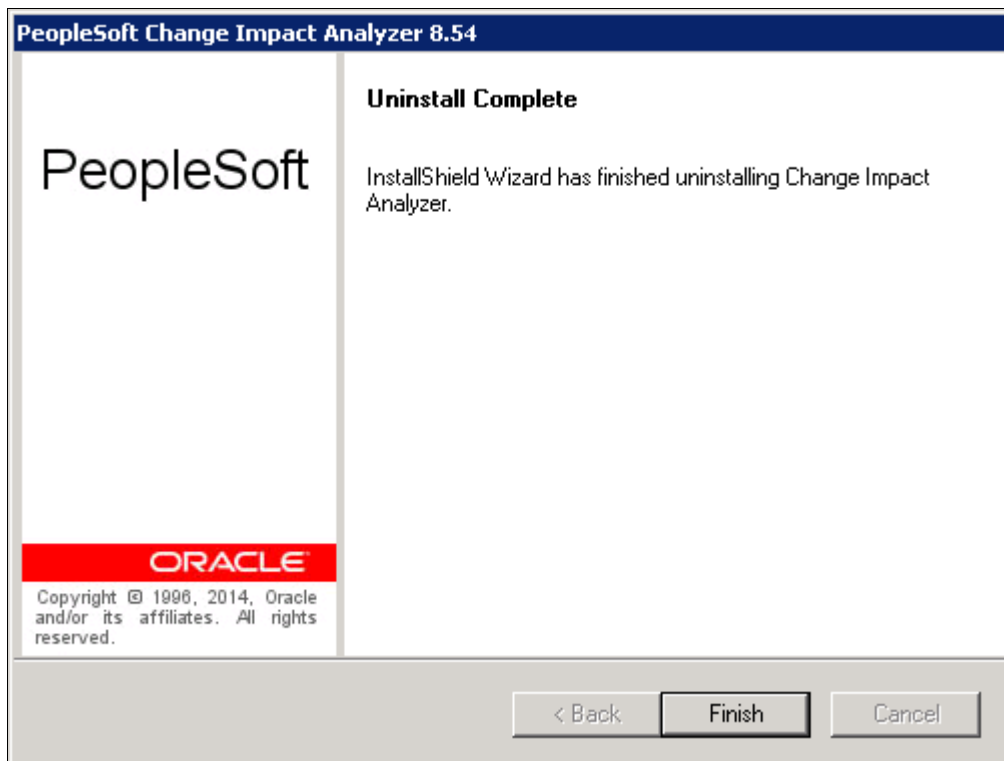 PeopleSoft Change Impact Analyzer 8.54
PeopleSoft
Uninstall Complete
InstallShield Wizard has finished uninstalling Change Impact
Analyzer.
ORACLE
Copyright © 1996, 2014, Oracle
and/or its affiliates. All rights
reserved.
< Back
Finish
Cancel